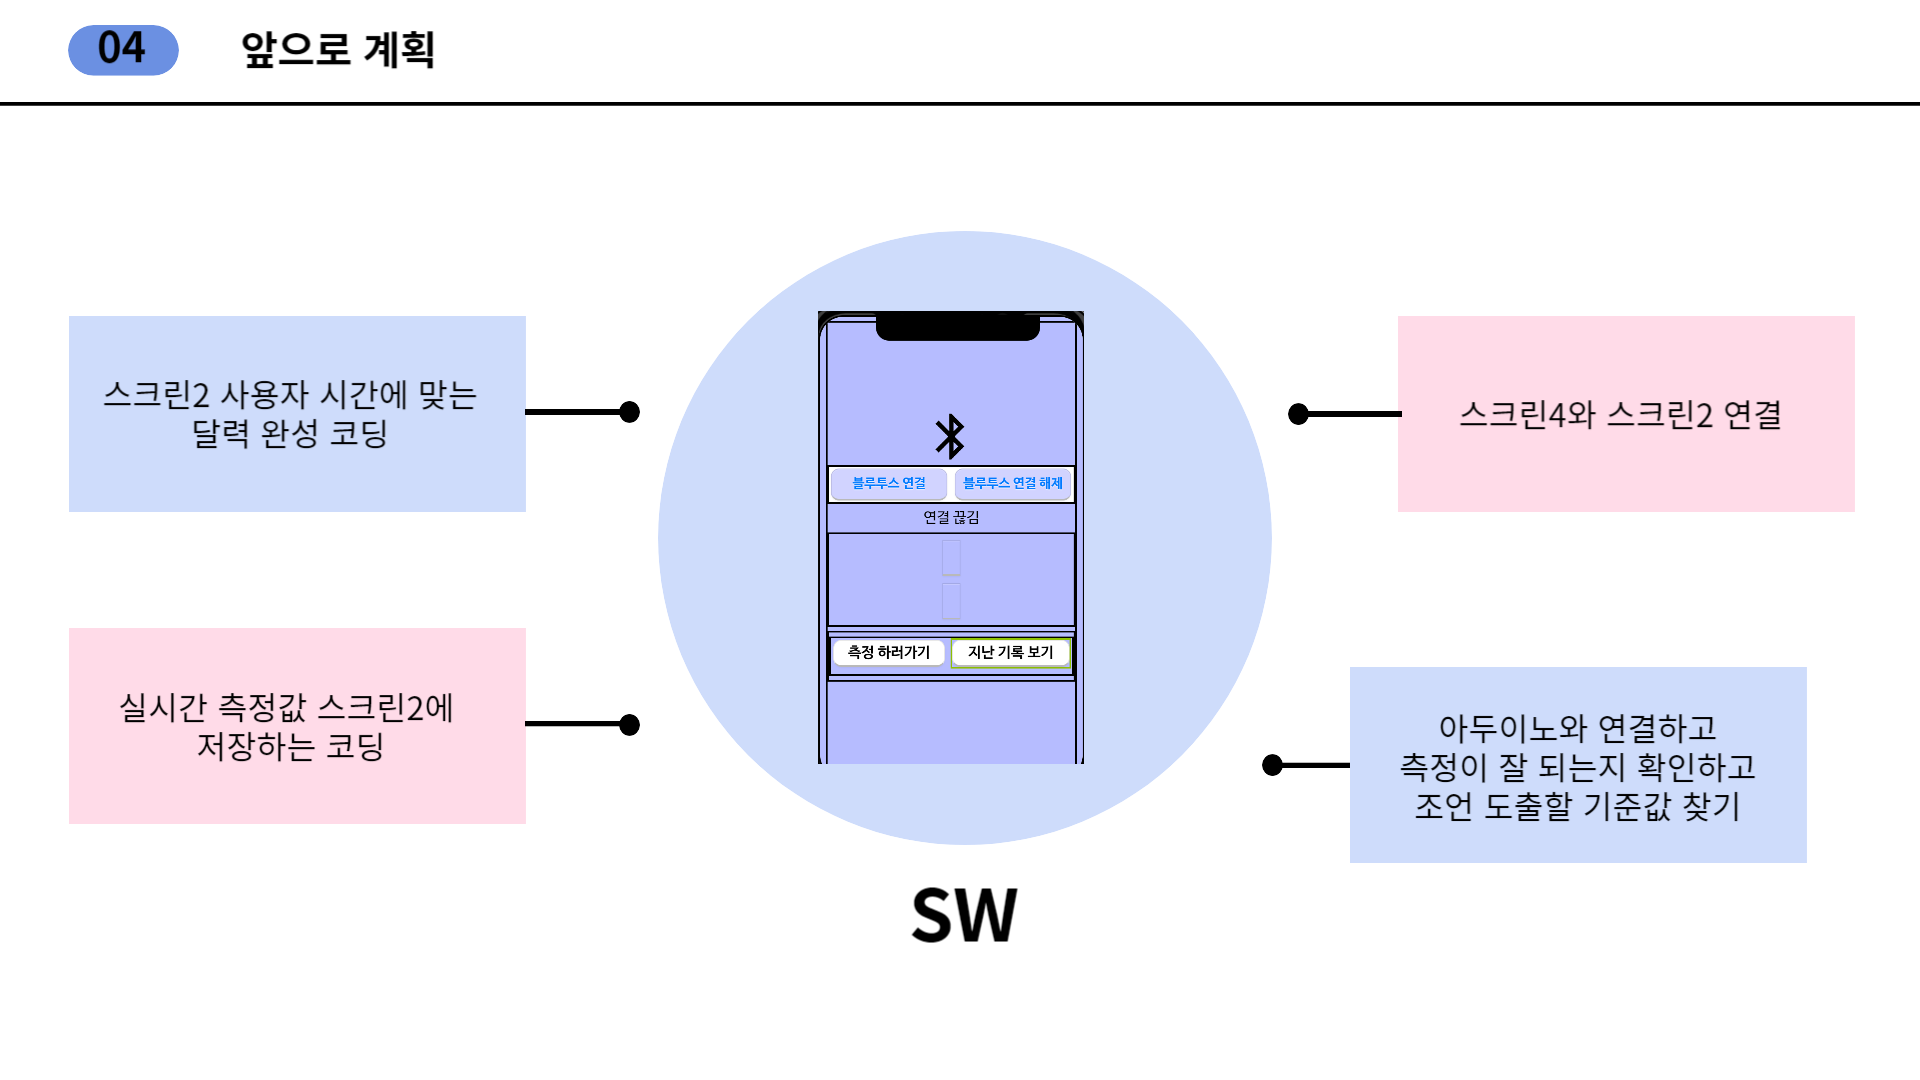 04
앞으로 계획
스크린2 사용자 시간에 맞는
달력 완성 코딩
실시간 측정값 스크린2에
저장하는 코딩
블루투스 연결
블루투스 연결 해제
연결 끊김
측정 하러가기
지난 기록 보기
SW
스크린4와 스크린2 연결
아두이노와 연결하고
측정이 잘 되는지 확인하고
조언 도출할 기준값 찾기